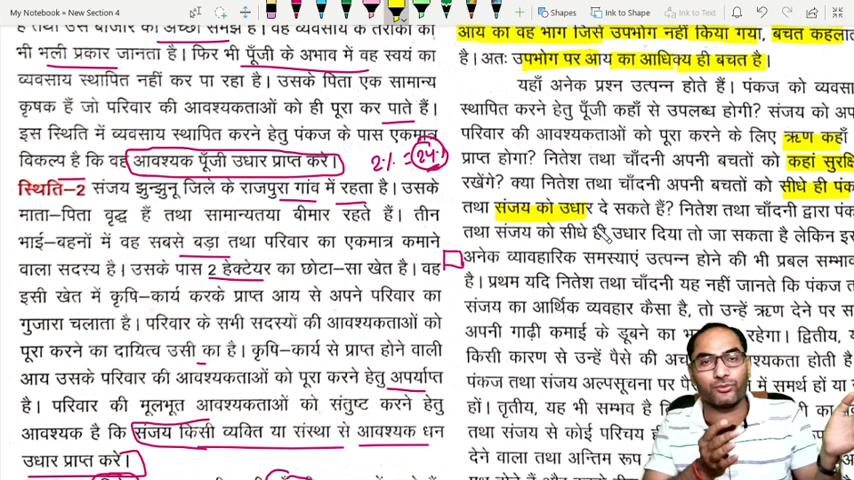 My Notebook » New Section 4
Shapes
Ink to Shape
Ink to Text
है तथा उसे बाजार की अच्छी समझ है। वह व्यवसाय के तरीकों को
भी भली प्रकार जानता है। फिर भी पूँजी के अभाव में वह स्वयं का
व्यवसाय स्थापित नहीं कर पा रहा है। उसके पिता एक सामान्य
कृषक हैं जो परिवार की आवश्यकताओं को ही पूरा कर पाते हैं।
इस स्थिति में व्यवसाय स्थापित करने हेतु पंकज के पास एकमात्र
विकल्प है कि वह आवश्यक पूँजी उधार प्राप्त करे। 2% = 24%
स्थिति–2 संजय झुन्झुनू जिले के राजपुरा गांव में रहता है। उसके
माता–पिता वृद्ध हैं तथा सामान्यतया बीमार रहते हैं। तीन
भाई–बहनों में वह सबसे बड़ा तथा परिवार का एकमात्र कमाने
वाला सदस्य है। उसके पास 2 हेक्टेयर का छोटा–सा खेत है। वह
इसी खेत में कृषि–कार्य करके प्राप्त आय से अपने परिवार का
गुजारा चलाता है। परिवार के सभी सदस्यों की आवश्यकताओं को
पूरा करने का दायित्व उसी का है। कृषि–कार्य से प्राप्त होने वाली
आय उसके परिवार की आवश्यकताओं को पूरा करने हेतु अपर्याप्त
है। परिवार की मूलभूत आवश्यकताओं को संतुष्ट करने हेतु
आवश्यक है कि संजय किसी व्यक्ति या संस्था से आवश्यक धन
उधार प्राप्त करे।
आय का वह भाग जिसे उपभोग नहीं किया गया, बचत कहलात
है। अतः उपभोग पर आय का आधिक्य ही बचत है।
यहाँ अनेक प्रश्न उत्पन्न होते हैं। पंकज को व्यवसा
स्थापित करने हेतु पूँजी कहाँ से उपलब्ध होगी? संजय को अप
परिवार की आवश्यकताओं को पूरा करने के लिए ऋण कहाँ
प्राप्त होगा? नितेश तथा चाँदनी अपनी बचतों को कहां सुरक्षि
रखेंगे? क्या नितेश तथा चाँदनी अपनी बचतों को सीधे ही पंक
तथा संजय को उधार दे सकते हैं? नितेश तथा चाँदनी द्वारा पंक
तथा संजय को सीधे ही उधार दिया तो जा सकता है लेकिन इस
अनेक व्यावहारिक समस्याएं उत्पन्न होने की भी प्रबल सम्भाव
है। प्रथम यदि नितेश तथा चाँदनी यह नहीं जानते कि पंकज त
संजय का आर्थिक व्यवहार कैसा है, तो उन्हें ऋण देने पर स
अपनी गाढ़ी कमाई के डूबने का भ रहेगा। द्वितीय, य
किसी कारण से उन्हें पैसे की अच श्यकता होती है
पंकज तथा संजय अल्पसूचना पर पै में समर्थ हों या न
हों। तृतीय, यह भी सम्भव है
तथा संजय से कोई परिचय
देने वाला तथा अन्तिम रूप